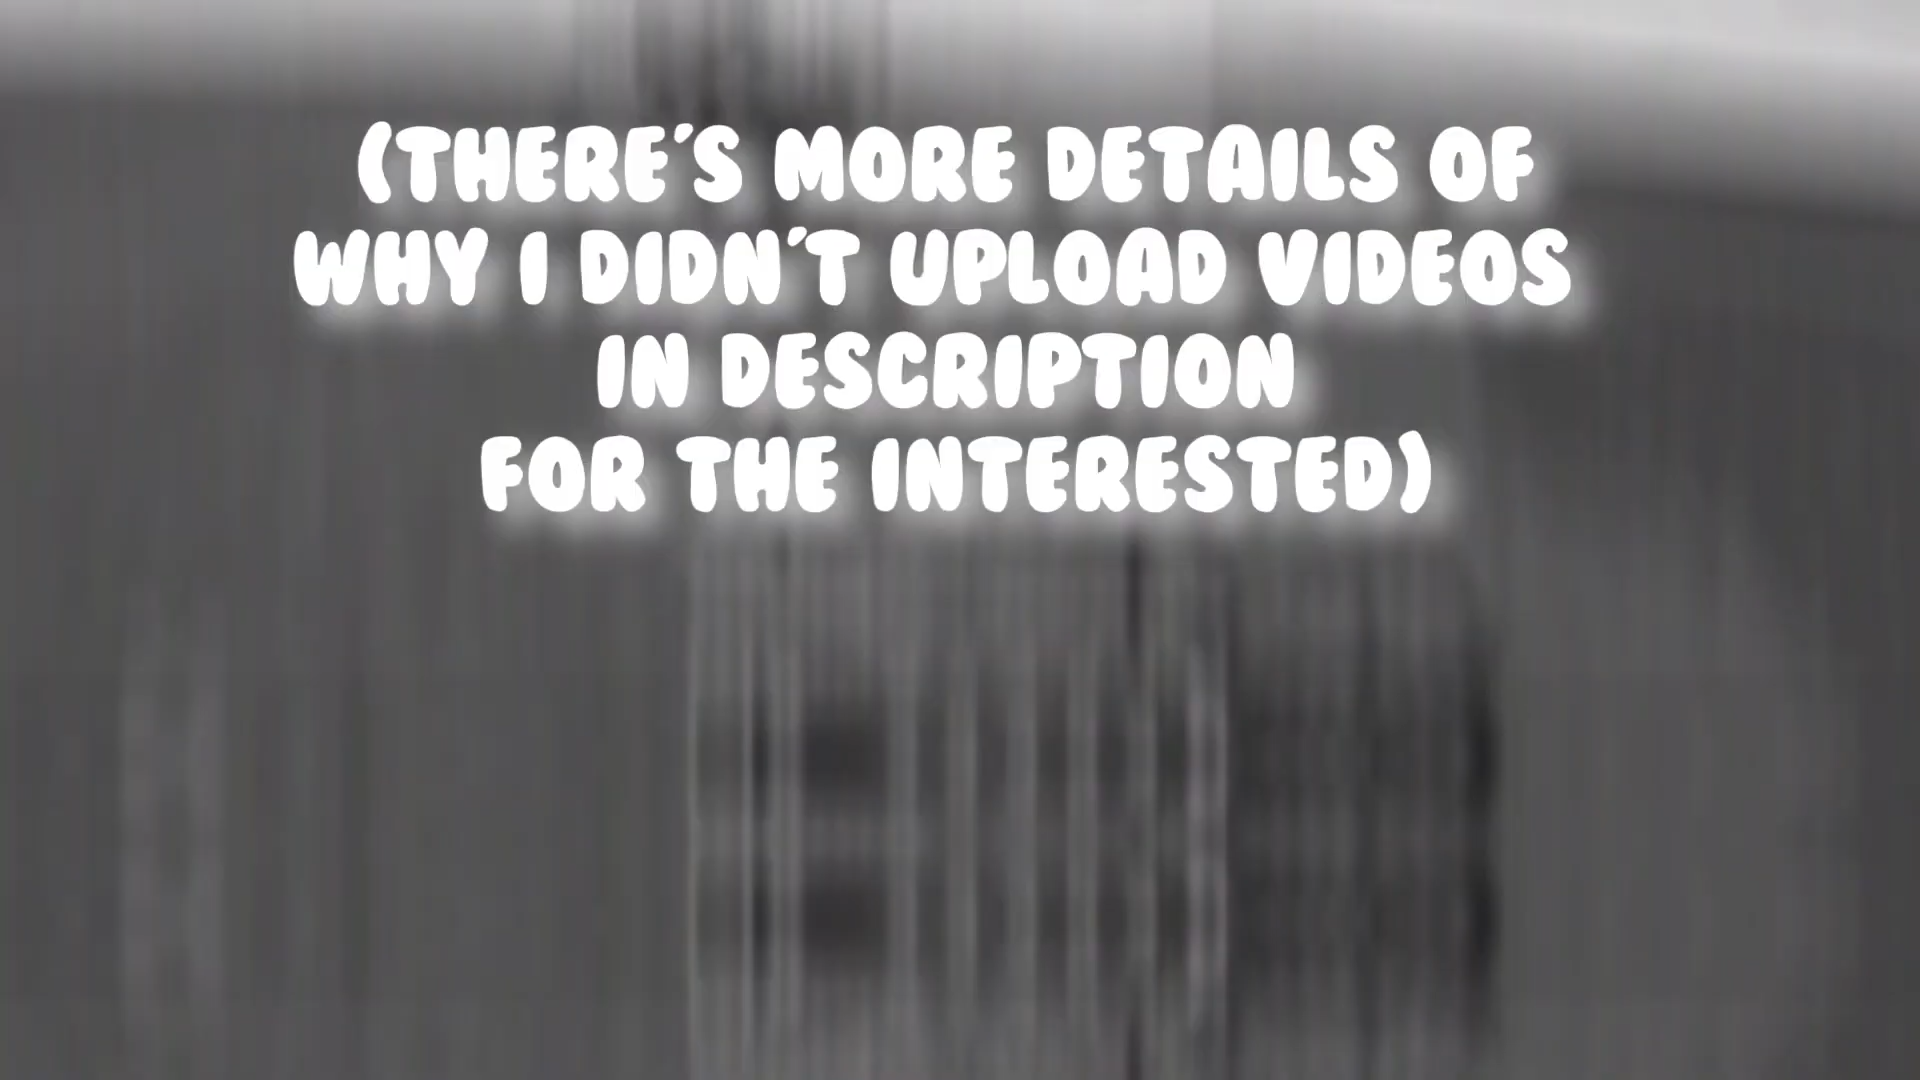 (THERE'S MORE DETAILS OF
WHY I DIDN'T UPLOAD VIDEOS
IN DESCRIPTION
FOR THE INTERESTED)